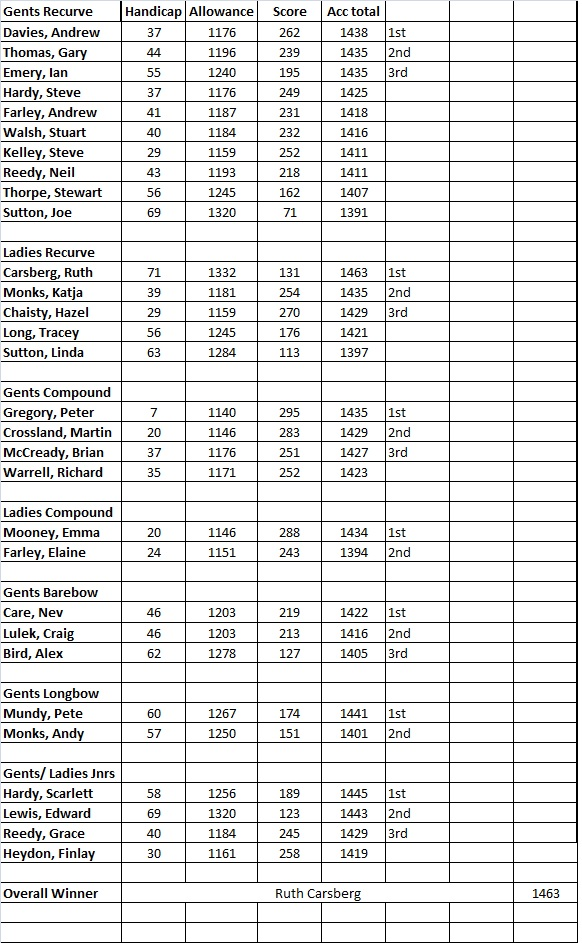 Gents Recurve Handicap Allowance Score Acc total
Davies, Andrew 37 1176 262 1438 1st
Thomas, Gary 44 1196 239 1435 2nd
Emery, Ian 55 1240 195 1435 3rd
Hardy, Steve 37 1176 249 1425
Farley, Andrew 41 1187 231 1418
Walsh, Stuart 40 1184 232 1416
Kelley, Steve 29 1159 252 1411
Reedy, Neil 43 1193 218 1411
Thorpe, Stewart 56 1245 162 1407
Sutton, Joe 69 1320 71 1391
Ladies Recurve
Carsberg, Ruth 71 1332 131 1463 1st
Monks, Katja 39 1181 254 1435 2nd
Chaisty, Hazel 29 1159 270 1429 3rd
Long, Tracey 56 1245 176 1421
Sutton, Linda 63 1284 113 1397
Gents Compound
Gregory, Peter 7 1140 295 1435 1st
Crossland, Martin 20 1146 283 1429 2nd
McCready, Brian 37 1176 251 1427 3rd
Warrell, Richard 35 1171 252 1423
Ladies Compound
Mooney, Emma 20 1146 288 1434 1st
Farley, Elaine 24 1151 243 1394 2nd
Gents Barebow
Care, Nev 46 1203 219 1422 1st
Lulek, Craig 46 1203 213 1416 2nd
Bird, Alex 62 1278 127 1405 3rd
Gents Longbow
Mundy, Pete 60 1267 174 1441 1st
Monks, Andy 57 1250 151 1401 2nd
Gents/ Ladies Jnrs
Hardy, Scarlett 58 1256 189 1445 1st
Lewis, Edward 69 1320 123 1443 2nd
Reedy, Grace 40 1184 245 1429 3rd
Heydon, Finlay 30 1161 258 1419
Overall Winner Ruth Carsberg 1463